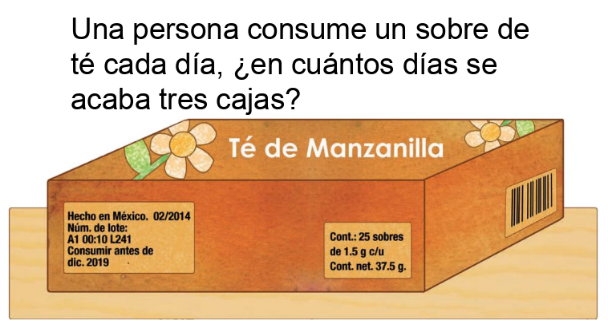 Una persona consume un sobre de
té cada día, ¿en cuántos días se
acaba tres cajas?
Té de Manzanilla
Hecho en México. 02/2014
Núm. de lote:
A1 00:10 L241
Consumir antes de
dic. 2019
Cont.: 25 sobres
de 1.5 g c/u
Cont. net. 37.5 g.